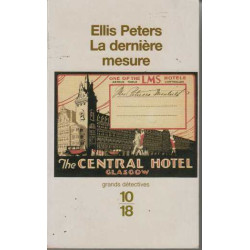 Ellis Peters
La dernière
mesure
ONE OF THE LMS HOTELS
The CENTRAL HOTEL
GLASGOW
grands détectives
10
18